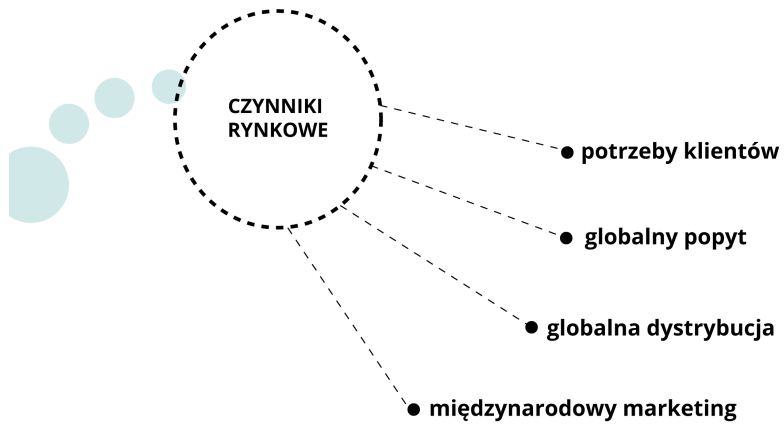 CZYNNIKI
RYNKOWE
potrzeby klientów
globalny popyt
globalna dystrybucja
międzynarodowy marketing